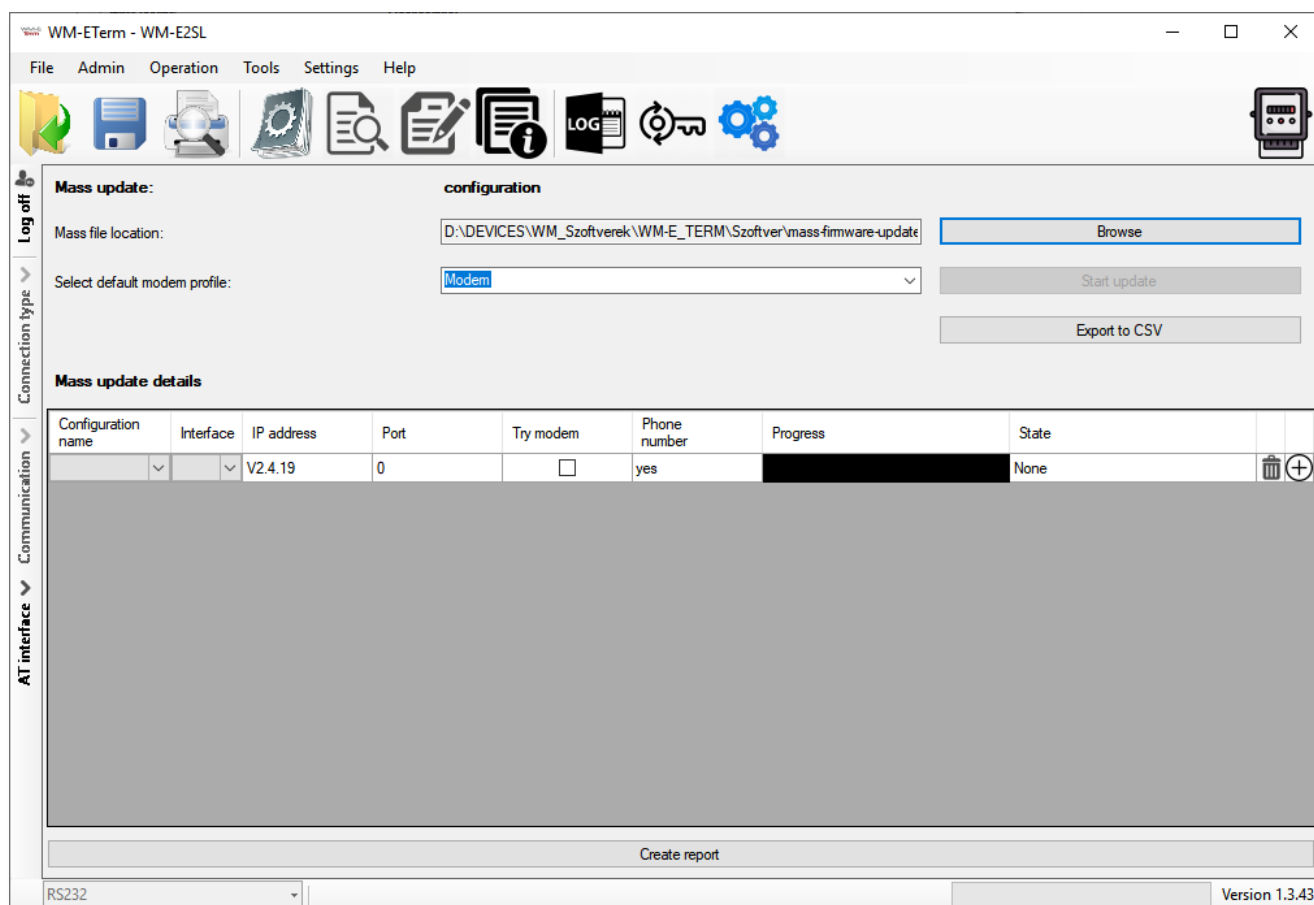 WM-ETerm - WM-E2SL
File Admin Operation Tools Settings Help
LOG
Log off
Connection type
Communication
AT interface
Mass update: configuration
Mass file location: D:\DEVICES\WM_Szoftverek\WM-E_TERM\Szoftver\mass-firmware-update Browse
Select default modem profile: Modem Start update
Export to CSV
Mass update details
Configuration name Interface IP address Port Try modem Phone number Progress State
V2.4.19 0 yes None
Create report
RS232 Version 1.3.43